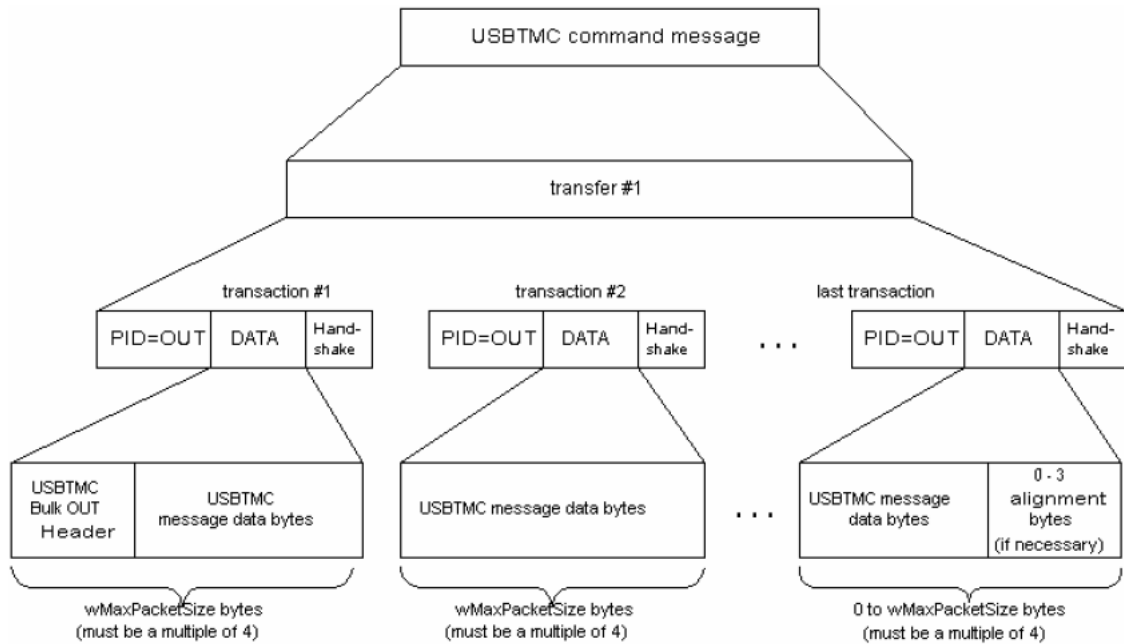 USBTMC command message
transfer #1
transaction #1
transaction #2
last transaction
PID=OUT
DATA
Hand-
shake
PID=OUT
DATA
Hand-
shake
. . .
PID=OUT
DATA
Hand-
shake
USBTMC
Bulk OUT
Header
USBTMC
message data bytes
USBTMC message data bytes
. . .
USBTMC message
data bytes
0 - 3
alignment
bytes
(if necessary)
wMaxPacketSize bytes
(must be a multiple of 4)
wMaxPacketSize bytes
(must be a multiple of 4)
0 to wMaxPacketSize bytes
(must be a multiple of 4)